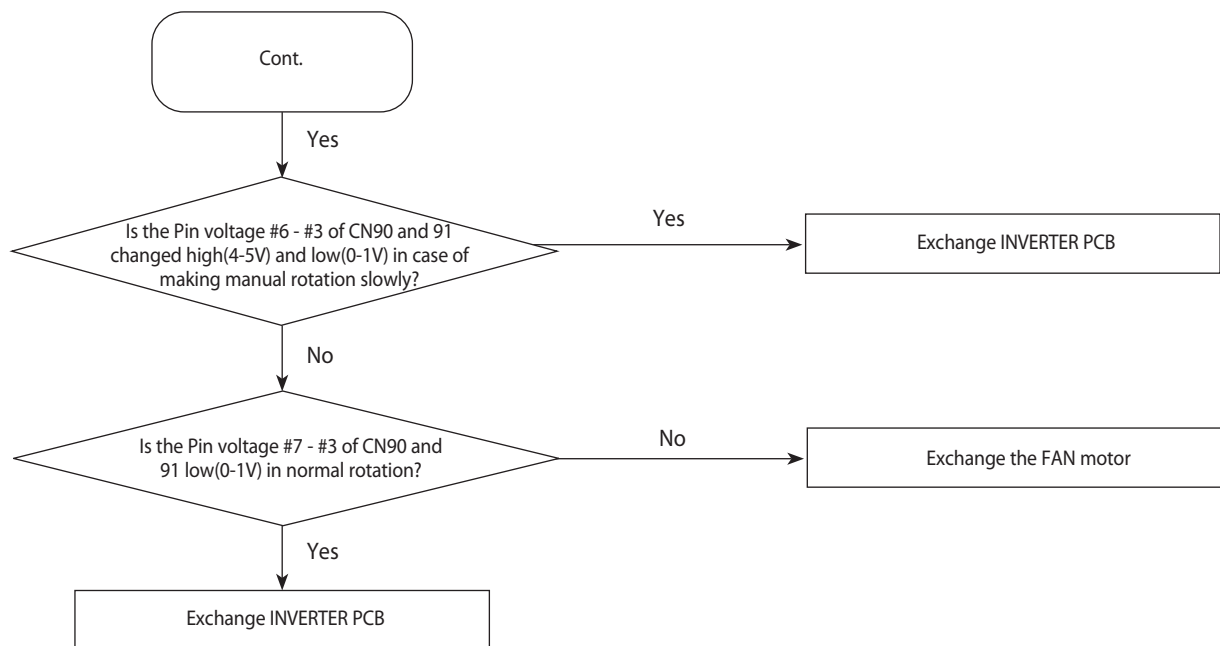 Cont.
Yes
Is the Pin voltage #6 - #3 of CN90 and 91
changed high(4-5V) and low(0-1V) in case of
making manual rotation slowly?
Yes
Exchange INVERTER PCB
No
Is the Pin voltage #7 - #3 of CN90 and
91 low(0-1V) in normal rotation?
No
Exchange the FAN motor
Yes
Exchange INVERTER PCB